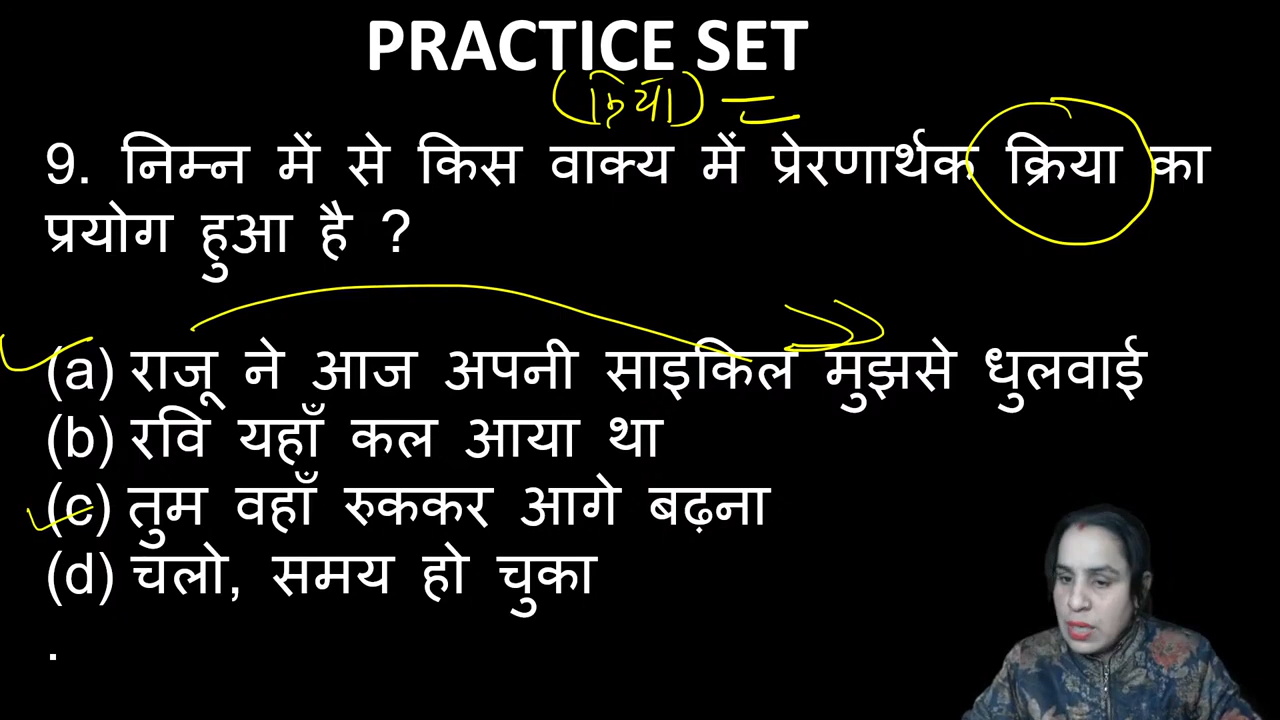 PRACTICE SET
(क्रिया) =
9. निम्न में से किस वाक्य में प्रेरणार्थक क्रिया का
प्रयोग हुआ है ?
(a) राजू ने आज अपनी साइकिल मुझसे धुलवाई
(b) रवि यहाँ कल आया था
(c) तुम वहाँ रुककर आगे बढ़ना
(d) चलो, समय हो चुका
.